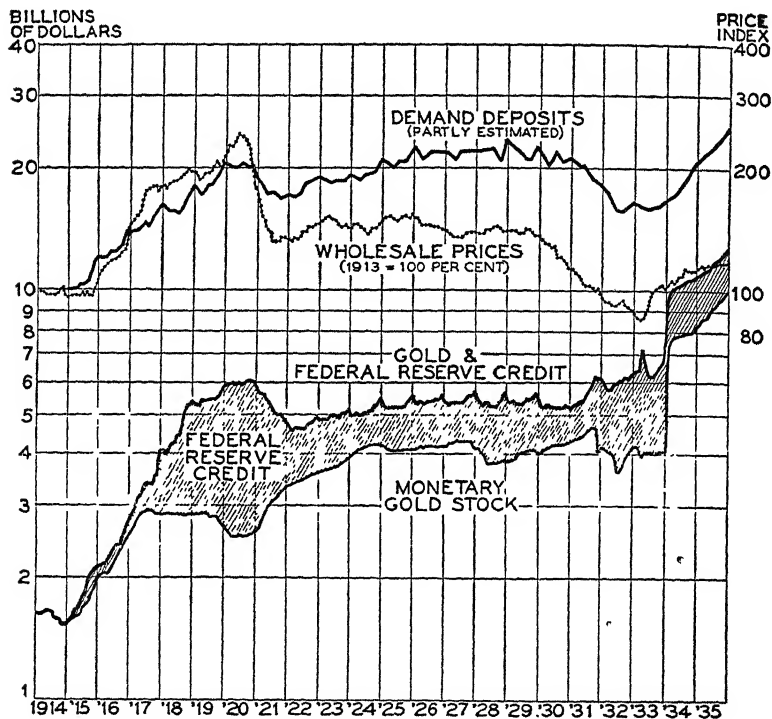 BILLIONS
OF DOLLARS
PRICE
INDEX
40
30
20
10
9
8
7
6
5
4
3
2
1
400
300
200
100
80
DEMAND DEPOSITS
(PARTLY ESTIMATED)
WHOLESALE PRICES
(1913 = 100 PER CENT)
GOLD &
FEDERAL RESERVE CREDIT
FEDERAL
RESERVE
CREDIT
MONETARY
GOLD STOCK
1914 '15 '16 '17 '18 '19 '20 '21 '22 '23 '24 '25 '26 '27 '28 '29 '30 '31 '32 '33 '34 '35